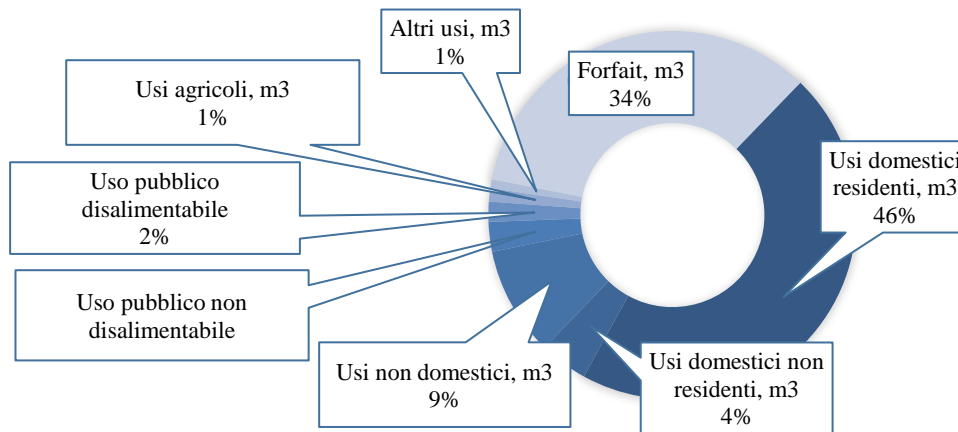 Altri usi, m3
1%
Forfait, m3
34%
Usi agricoli, m3
1%
Usi domestici
residenti, m3
46%
Uso pubblico
disalimentabile
2%
Uso pubblico non
disalimentabile
Usi non domestici, m3
9%
Usi domestici non
residenti, m3
4%